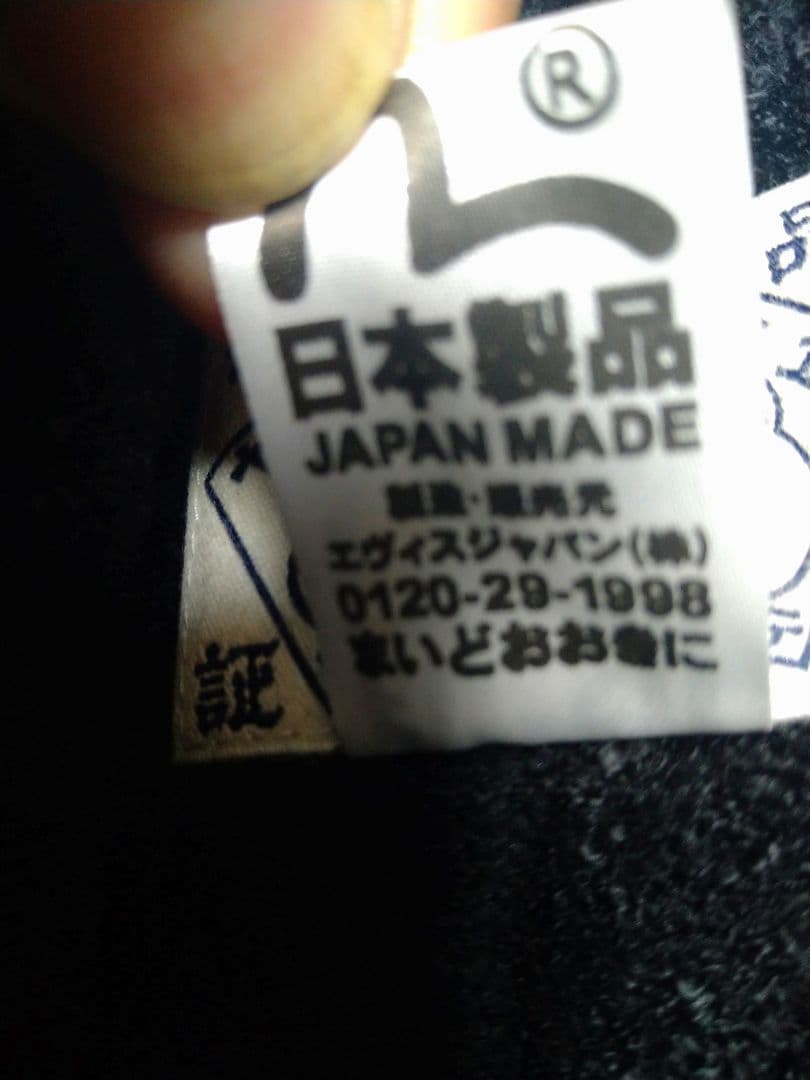 ®
日本製品
JAPAN MADE
製造・販売元
エヴィスジャパン(株)
0120-29-1998
まいどおおきに
証